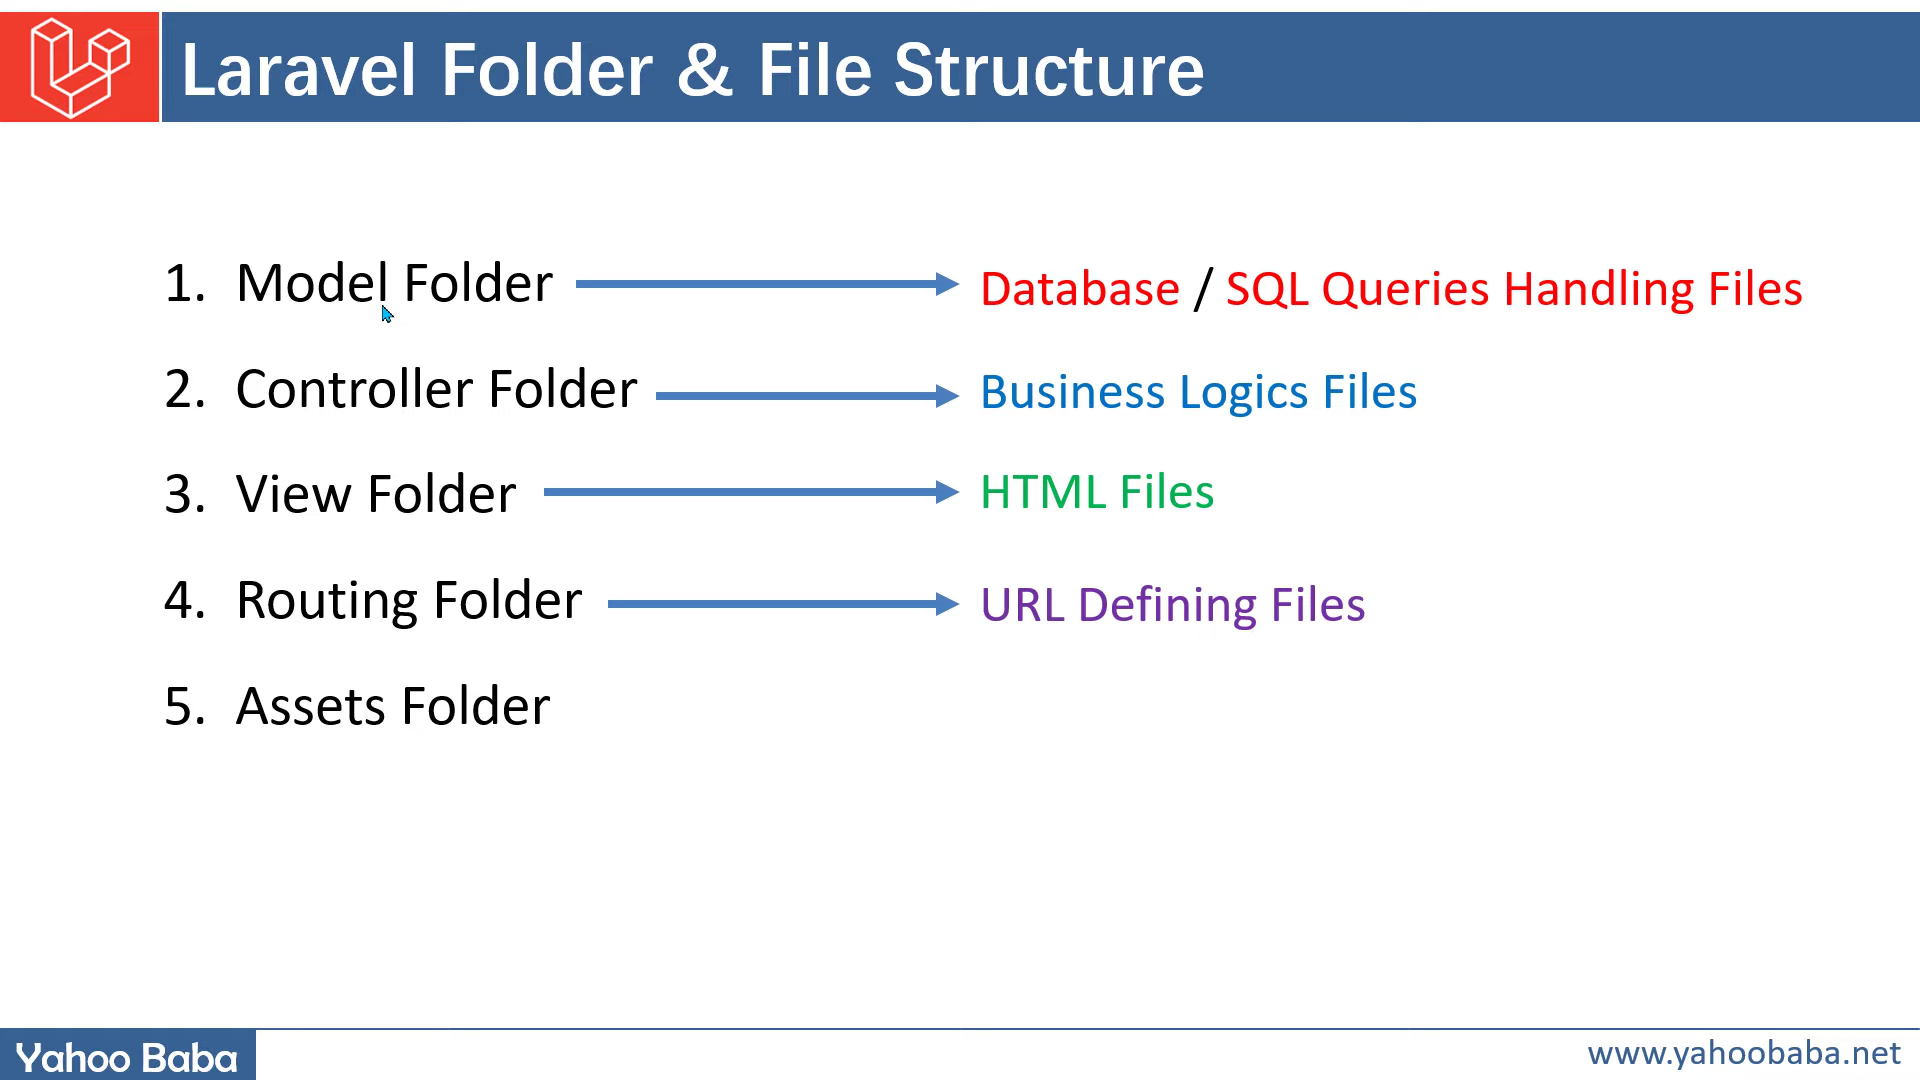 Laravel Folder & File Structure
1. Model Folder
Database / SQL Queries Handling Files
2. Controller Folder
Business Logics Files
3. View Folder
HTML Files
4. Routing Folder
URL Defining Files
5. Assets Folder
Yahoo Baba
www.yahoobaba.net